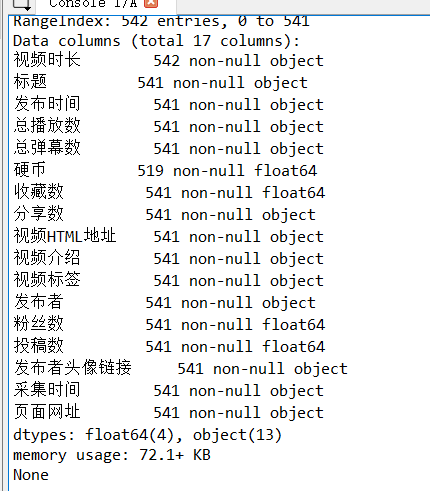 Console 1/A
RangeIndex: 542 entries, 0 to 541
Data columns (total 17 columns):
视频时长 542 non-null object
标题 541 non-null object
发布时间 541 non-null object
总播放数 541 non-null object
总弹幕数 541 non-null object
硬币 519 non-null float64
收藏数 541 non-null float64
分享数 541 non-null object
视频HTML地址 541 non-null object
视频介绍 541 non-null object
视频标签 541 non-null object
发布者 541 non-null object
粉丝数 541 non-null float64
投稿数 541 non-null float64
发布者头像链接 541 non-null object
采集时间 541 non-null object
页面网址 541 non-null object
dtypes: float64(4), object(13)
memory usage: 72.1+ KB
None